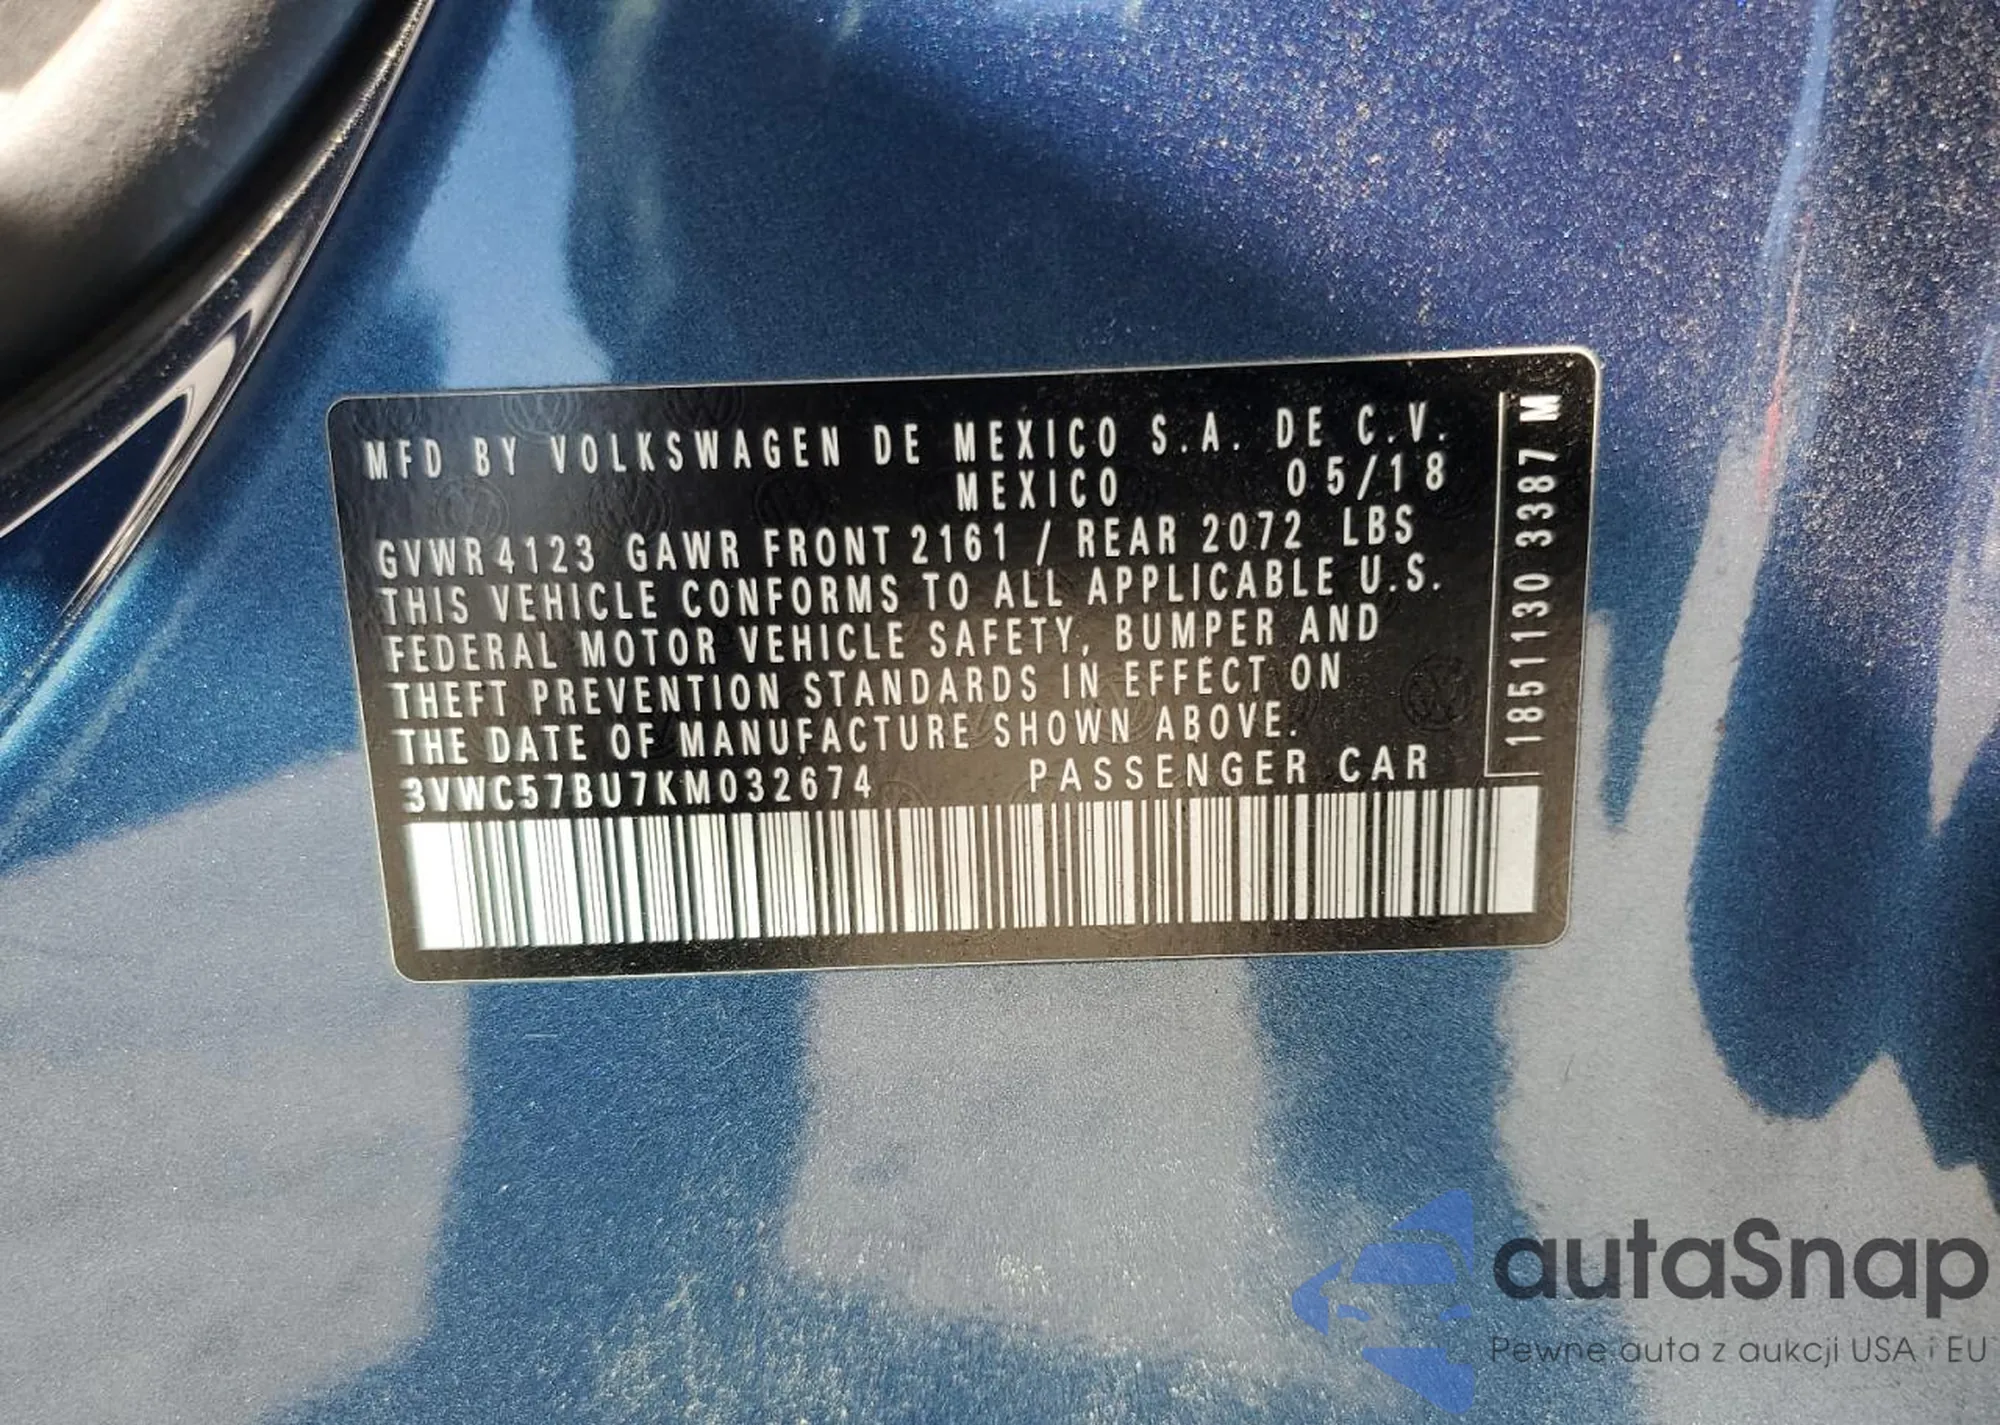 MFD BY VOLKSWAGEN DE MEXICO S.A. DE C.V.
MEXICO 05/18
GVWR 4123 GAWR FRONT 2161 / REAR 2072 LBS
THIS VEHICLE CONFORMS TO ALL APPLICABLE U.S.
FEDERAL MOTOR VEHICLE SAFETY, BUMPER AND
THEFT PREVENTION STANDARDS IN EFFECT ON
THE DATE OF MANUFACTURE SHOWN ABOVE.
3VWC57BU7KM032674 PASSENGER CAR
1851130 3387 M
autaSnap
Pewne auta z aukcji USA i EU